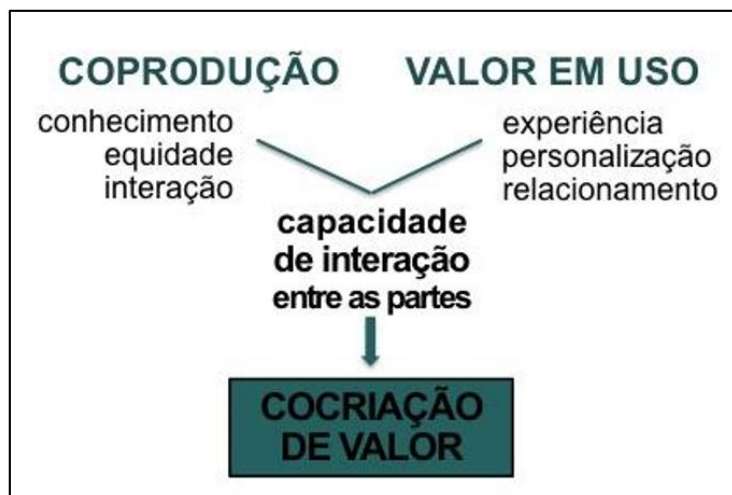 COPRODUÇÃO
conhecimento
equidade
interação
VALOR EM USO
experiência
personalização
relacionamento
capacidade
de interação
entre as partes
COCRIAÇÃO
DE VALOR